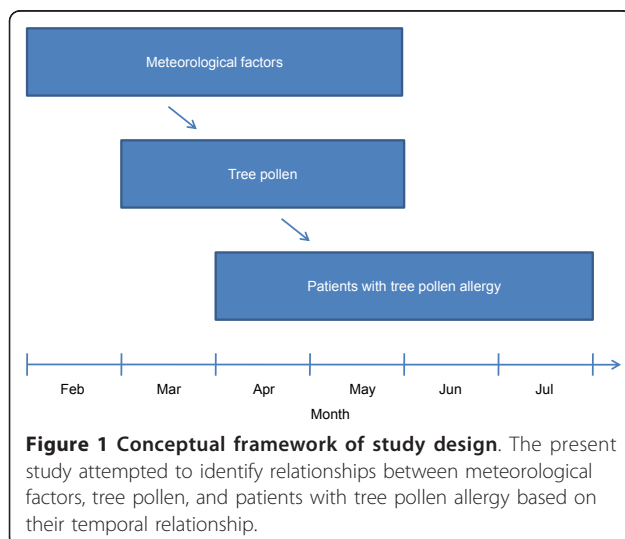 Meteorological factors
Tree pollen
Patients with tree pollen allergy
Feb Mar Apr May Jun Jul
Month
Figure 1 Conceptual framework of study design. The present
study attempted to identify relationships between meteorological
factors, tree pollen, and patients with tree pollen allergy based on
their temporal relationship.